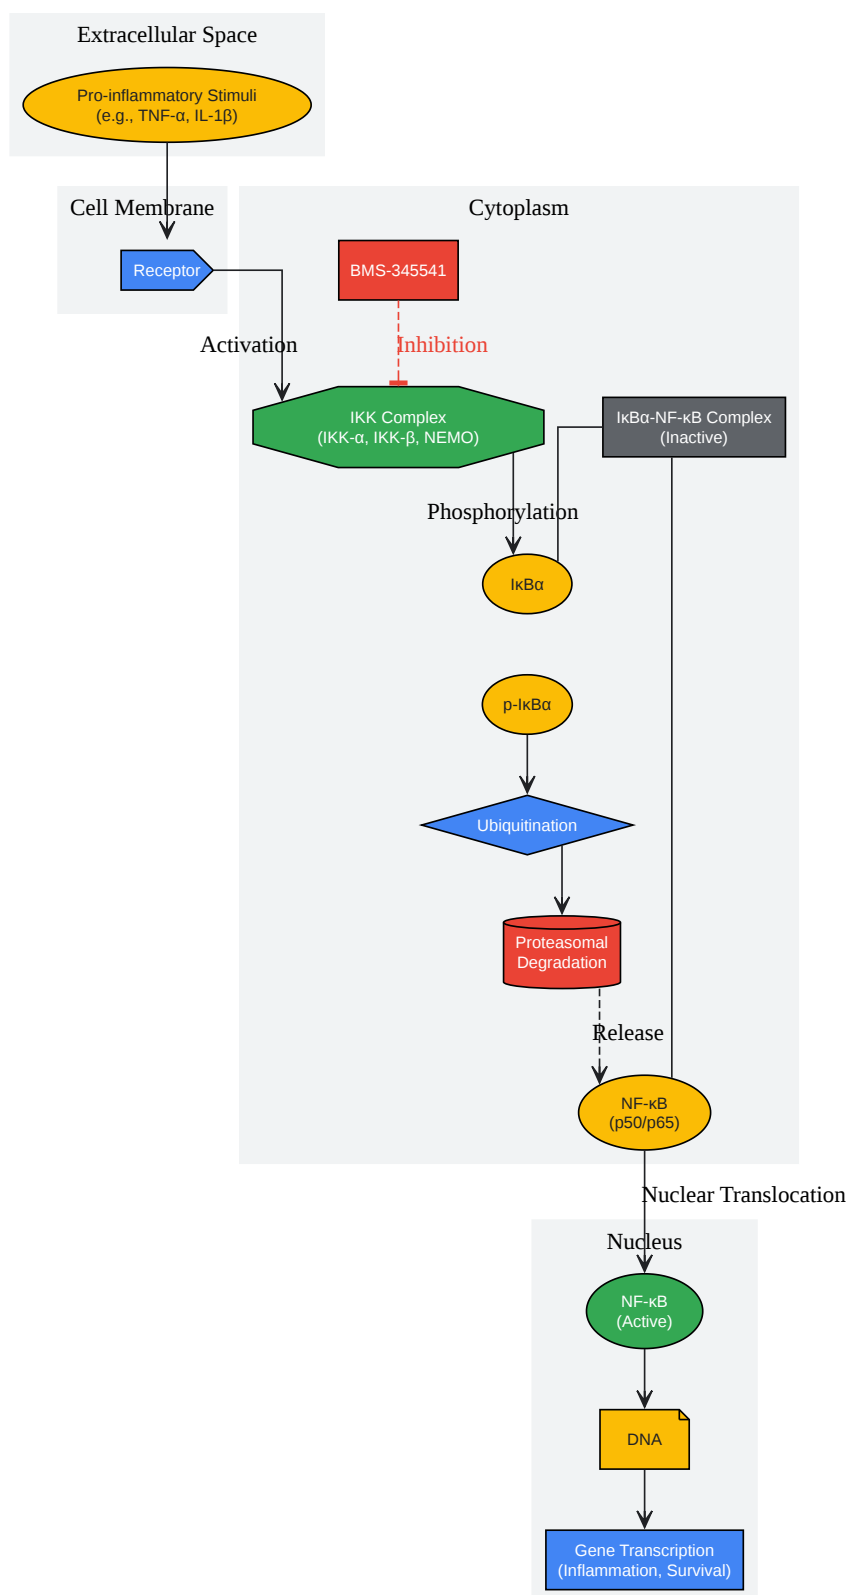 Extracellular Space
Pro-inflammatory Stimuli
(e.g., TNF-α, IL-1β)
Cell Membrane
Receptor
Cytoplasm
BMS-345541
Activation
Inhibition
IKK Complex
(IKK-α, IKK-β, NEMO)
IκBα-NF-κB Complex
(Inactive)
Phosphorylation
IκBα
p-IκBα
Ubiquitination
Proteasomal
Degradation
Release
NF-κB
(p50/p65)
Nuclear Translocation
Nucleus
NF-κB
(Active)
DNA
Gene Transcription
(Inflammation, Survival)